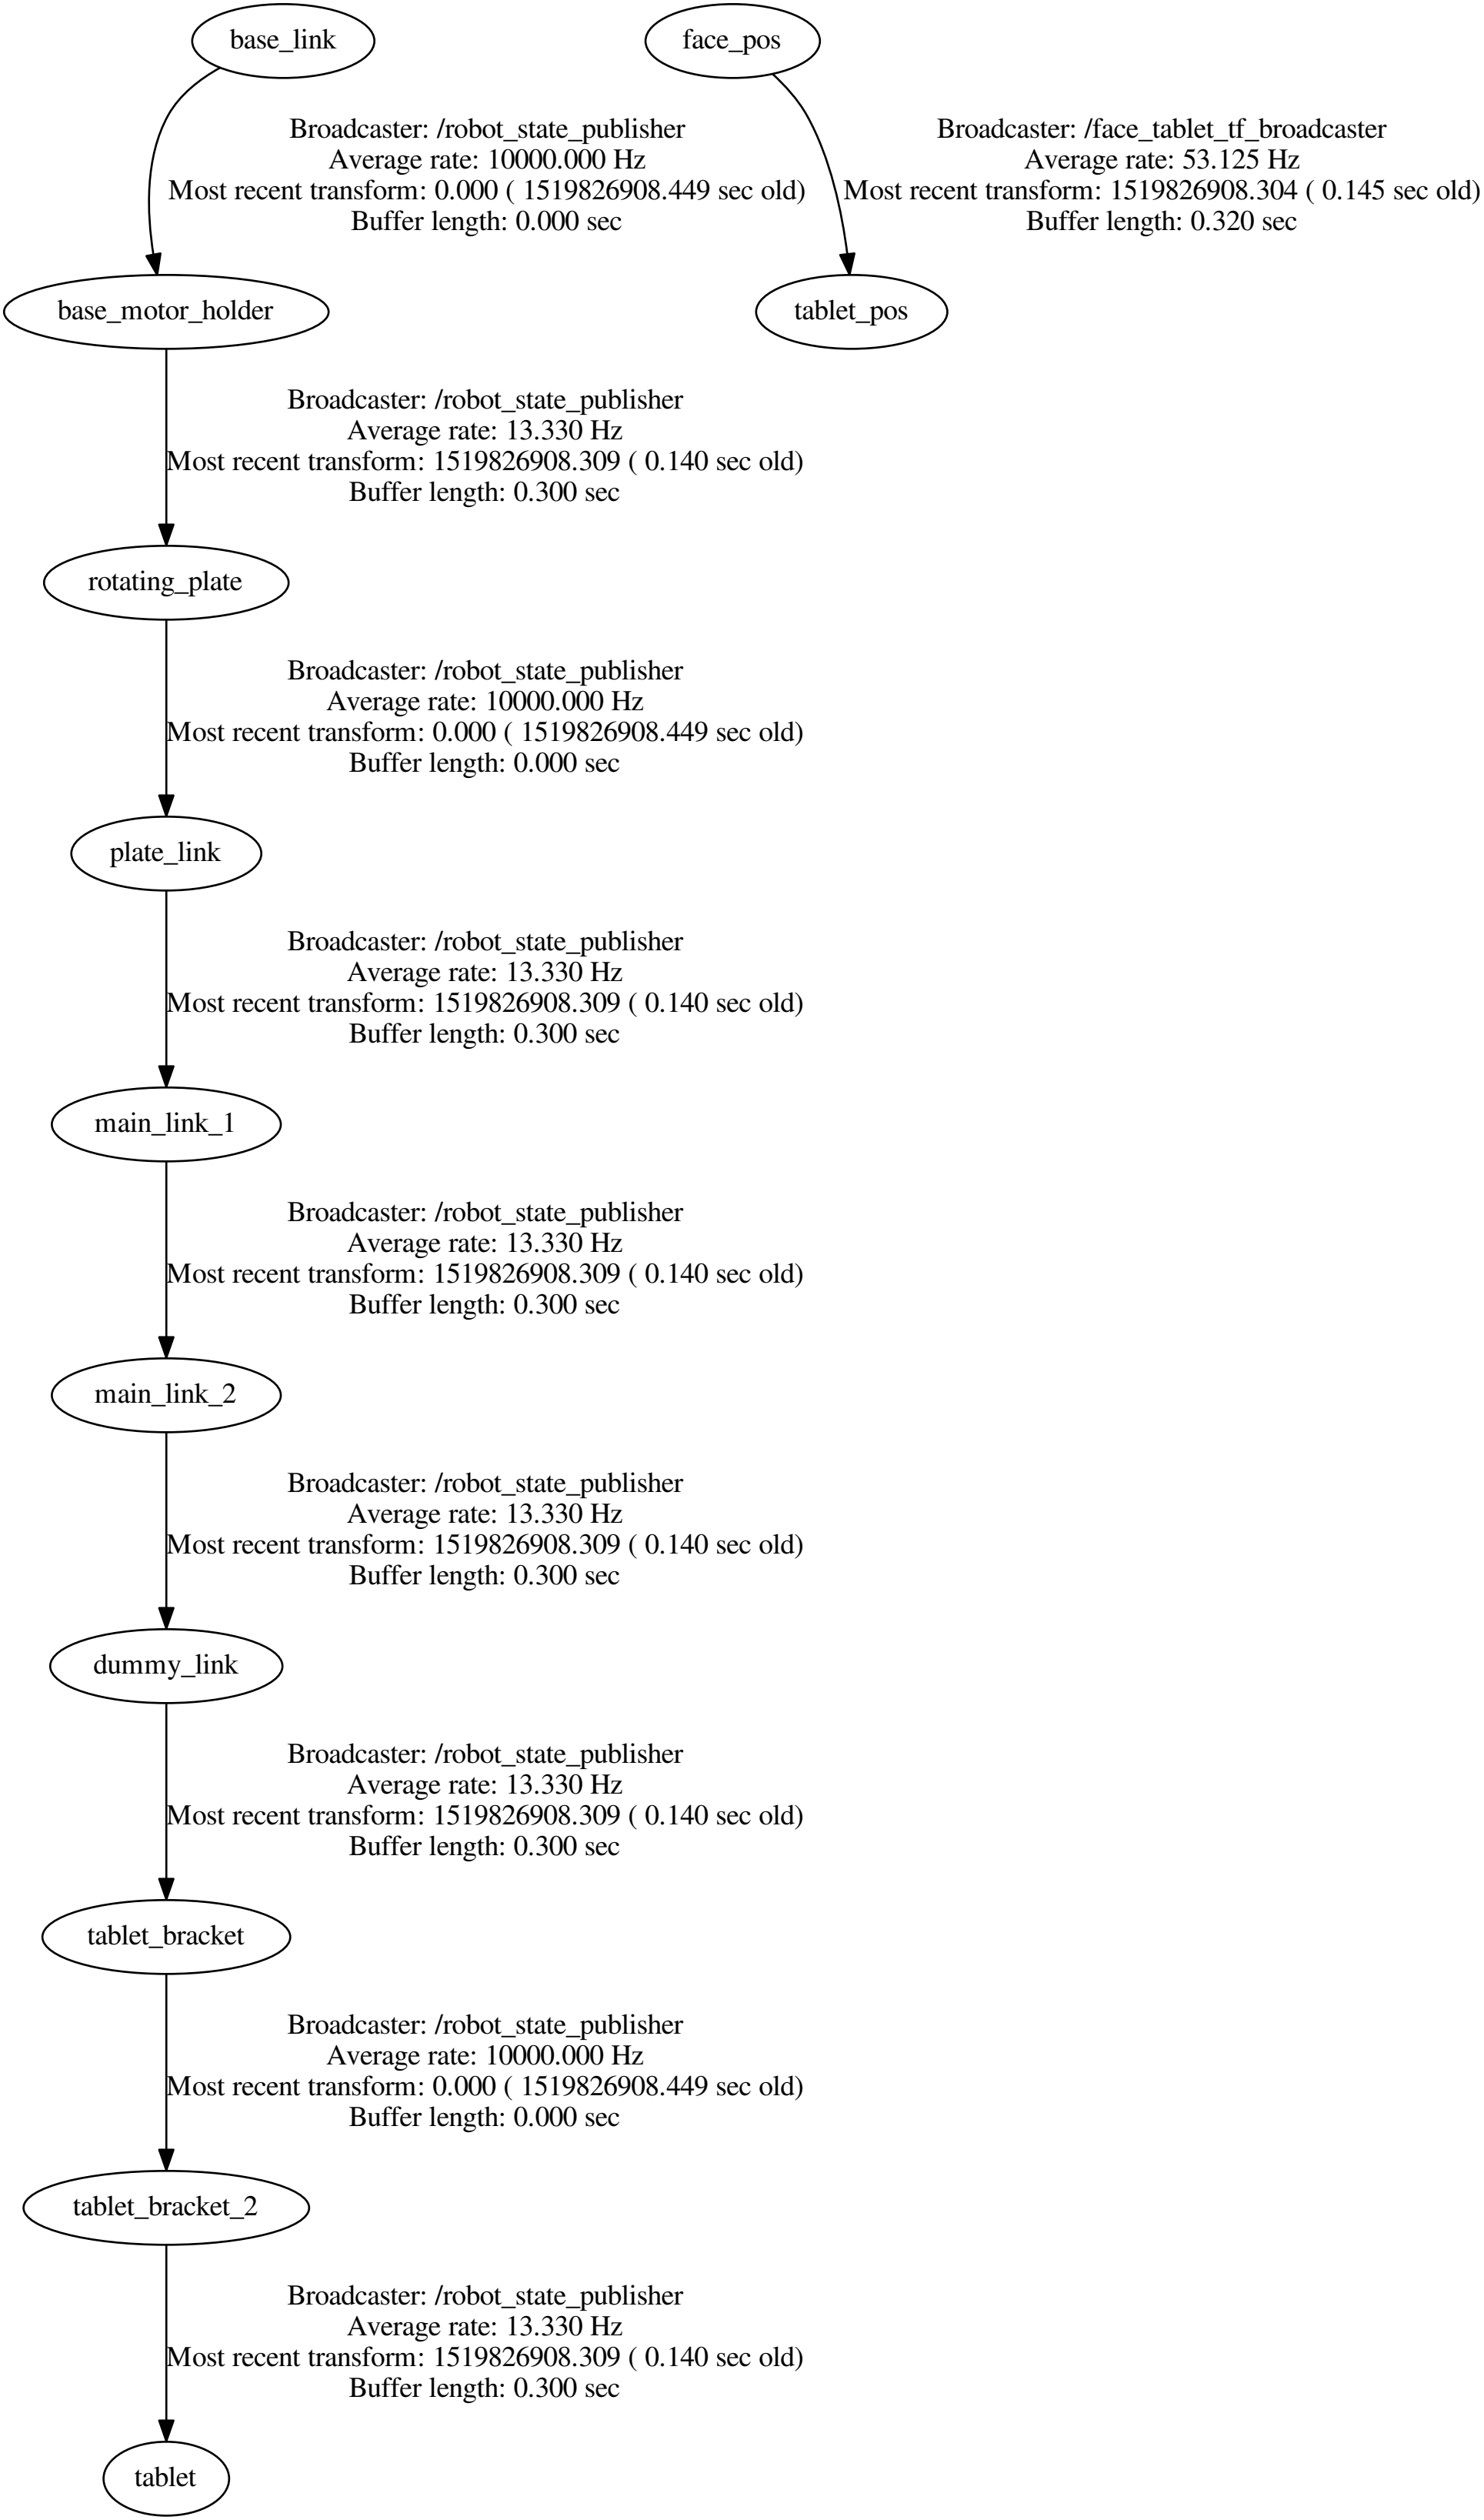 base_link
face_pos
Broadcaster: /robot_state_publisher
Average rate: 10000.000 Hz
Most recent transform: 0.000 ( 1519826908.449 sec old)
Buffer length: 0.000 sec
Broadcaster: /face_tablet_tf_broadcaster
Average rate: 53.125 Hz
Most recent transform: 1519826908.304 ( 0.145 sec old)
Buffer length: 0.320 sec
base_motor_holder
tablet_pos
Broadcaster: /robot_state_publisher
Average rate: 13.330 Hz
Most recent transform: 1519826908.309 ( 0.140 sec old)
Buffer length: 0.300 sec
rotating_plate
Broadcaster: /robot_state_publisher
Average rate: 10000.000 Hz
Most recent transform: 0.000 ( 1519826908.449 sec old)
Buffer length: 0.000 sec
plate_link
Broadcaster: /robot_state_publisher
Average rate: 13.330 Hz
Most recent transform: 1519826908.309 ( 0.140 sec old)
Buffer length: 0.300 sec
main_link_1
Broadcaster: /robot_state_publisher
Average rate: 13.330 Hz
Most recent transform: 1519826908.309 ( 0.140 sec old)
Buffer length: 0.300 sec
main_link_2
Broadcaster: /robot_state_publisher
Average rate: 13.330 Hz
Most recent transform: 1519826908.309 ( 0.140 sec old)
Buffer length: 0.300 sec
dummy_link
Broadcaster: /robot_state_publisher
Average rate: 13.330 Hz
Most recent transform: 1519826908.309 ( 0.140 sec old)
Buffer length: 0.300 sec
tablet_bracket
Broadcaster: /robot_state_publisher
Average rate: 10000.000 Hz
Most recent transform: 0.000 ( 1519826908.449 sec old)
Buffer length: 0.000 sec
tablet_bracket_2
Broadcaster: /robot_state_publisher
Average rate: 13.330 Hz
Most recent transform: 1519826908.309 ( 0.140 sec old)
Buffer length: 0.300 sec
tablet